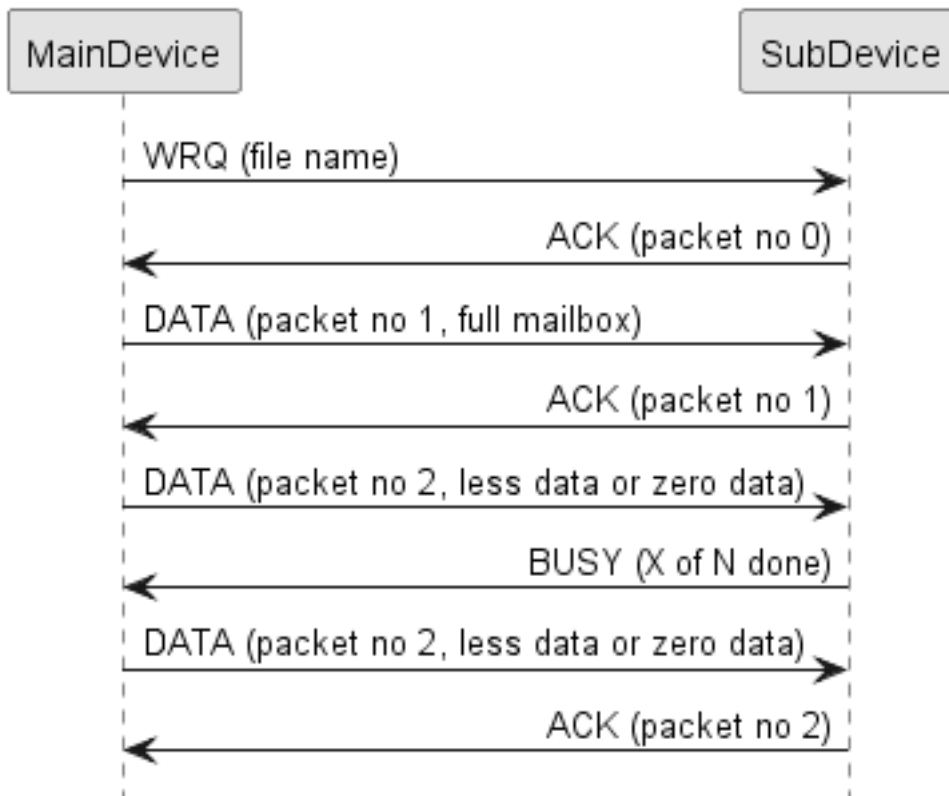 MainDevice
SubDevice
WRQ (file name)
ACK (packet no 0)
DATA (packet no 1, full mailbox)
ACK (packet no 1)
DATA (packet no 2, less data or zero data)
BUSY (X of N done)
DATA (packet no 2, less data or zero data)
ACK (packet no 2)